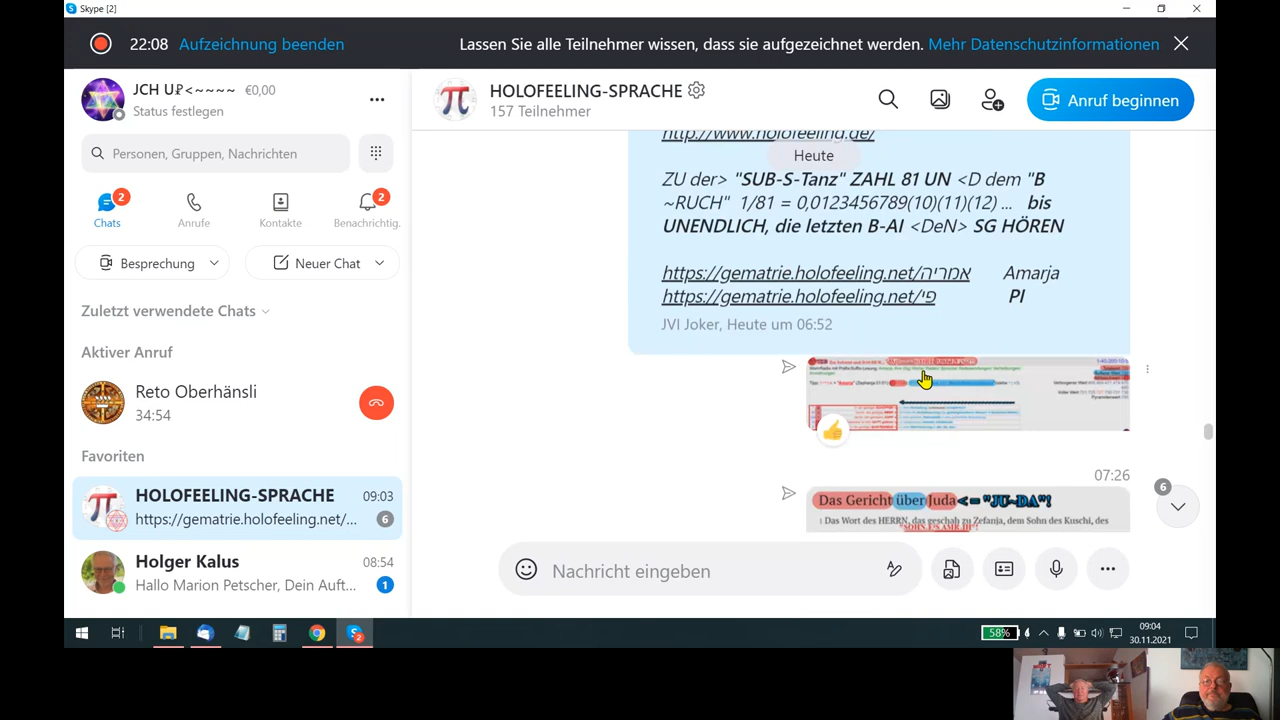 Skype [2]
22:08 Aufzeichnung beenden
Lassen Sie alle Teilnehmer wissen, dass sie aufgezeichnet werden. Mehr Datenschutzinformationen
JCH U₽<~~~~ €0,00
Status festlegen
Personen, Gruppen, Nachrichten
2
2
Chats
Anrufe
Kontakte
Benachrichtig.
Besprechung
Neuer Chat
Zuletzt verwendete Chats
Aktiver Anruf
Reto Oberhänsli
34:54
Favoriten
HOLOFEELING-SPRACHE 09:03
https://gematrie.holofeeling.net/... 6
Holger Kalus 08:54
Hallo Marion Petscher, Dein Auft... 1
HOLOFEELING-SPRACHE
157 Teilnehmer
Anruf beginnen
http://www.holofeeling.de/
Heute
ZU der> "SUB-S-Tanz" ZAHL 81 UN <D dem "B
~RUCH" 1/81 = 0,0123456789(10)(11)(12) ... bis
UNENDLICH, die letzten B-AI <DeN> SG HÖREN
https://gematrie.holofeeling.net/אמריה Amarja
https://gematrie.holofeeling.net/פי PI
JVI Joker, Heute um 06:52
07:26
6
Das Gericht über Juda<="JU~DA"!
1 Das Wort des HERRN, das geschah zu Zefanja, dem Sohn des Kuschi, des
Nachricht eingeben
58%
09:04
30.11.2021